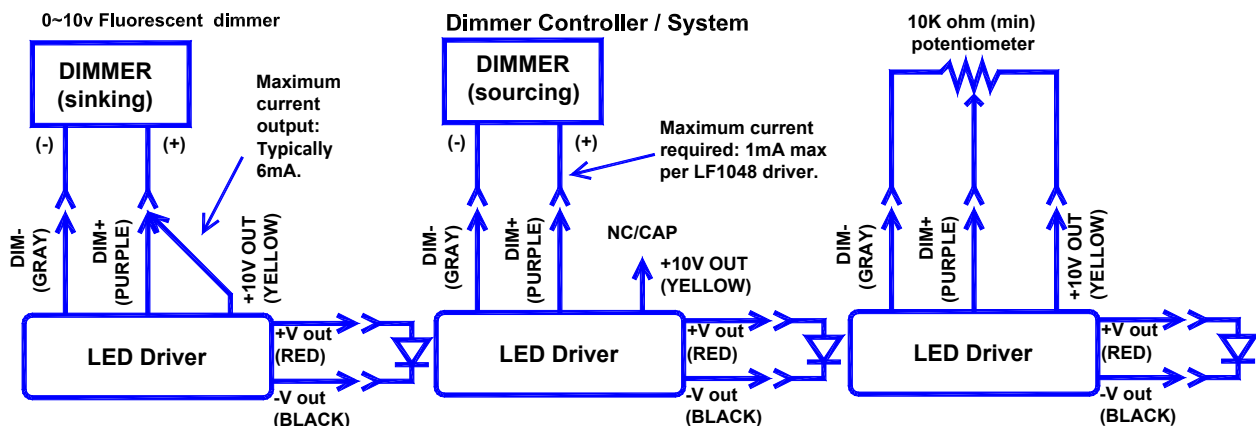 0~10v Fluorescent dimmer
DIMMER
(sinking)
(-)
(+)
Maximum
current
output:
Typically
6mA.
DIM-
(GRAY)
DIM+
(PURPLE)
+10V OUT
(YELLOW)
LED Driver
+V out
(RED)
-V out
(BLACK)
Dimmer Controller / System
DIMMER
(sourcing)
(-)
(+)
Maximum current
required: 1mA max
per LF1048 driver.
DIM-
(GRAY)
DIM+
(PURPLE)
NC/CAP
+10V OUT
(YELLOW)
LED Driver
+V out
(RED)
-V out
(BLACK)
10K ohm (min)
potentiometer
DIM-
(GRAY)
DIM+
(PURPLE)
+10V OUT
(YELLOW)
LED Driver
+V out
(RED)
-V out
(BLACK)